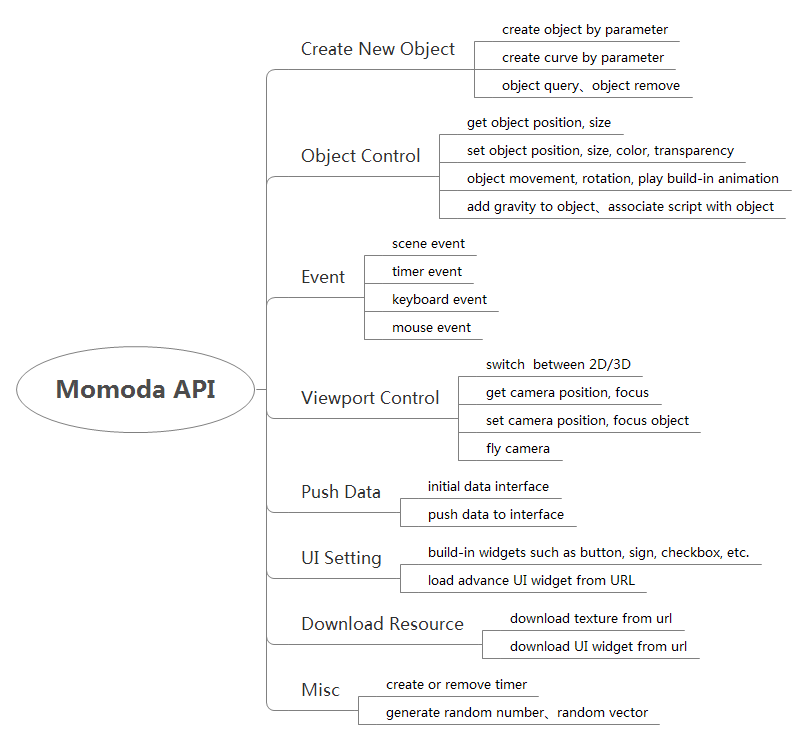 Momoda API
Create New Object
create object by parameter
create curve by parameter
object query、object remove
Object Control
get object position, size
set object position, size, color, transparency
object movement, rotation, play build-in animation
add gravity to object、associate script with object
Event
scene event
timer event
keyboard event
mouse event
Viewport Control
switch  between 2D/3D
get camera position, focus
set camera position, focus object
fly camera
Push Data
initial data interface
push data to interface
UI Setting
build-in widgets such as button, sign, checkbox, etc.
load advance UI widget from URL
Download Resource
download texture from url
download UI widget from url
Misc
create or remove timer
generate random number、random vector